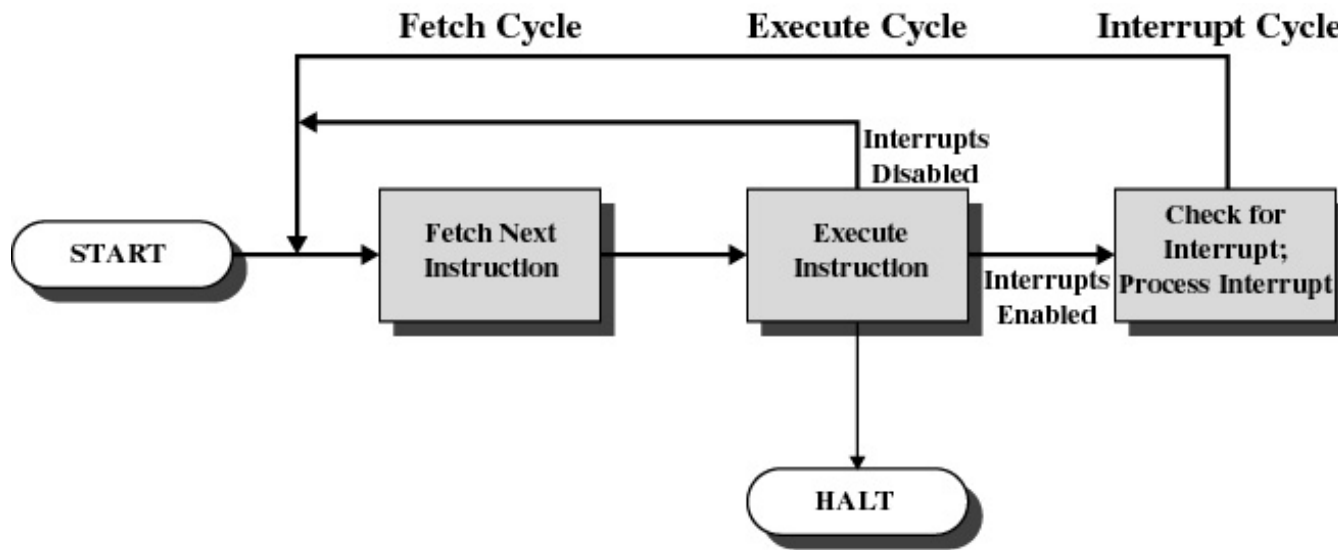 Fetch Cycle
Execute Cycle
Interrupt Cycle
Interrupts
Disabled
START
Fetch Next
Instruction
Execute
Instruction
Interrupts
Enabled
Check for
Interrupt;
Process Interrupt
HALT